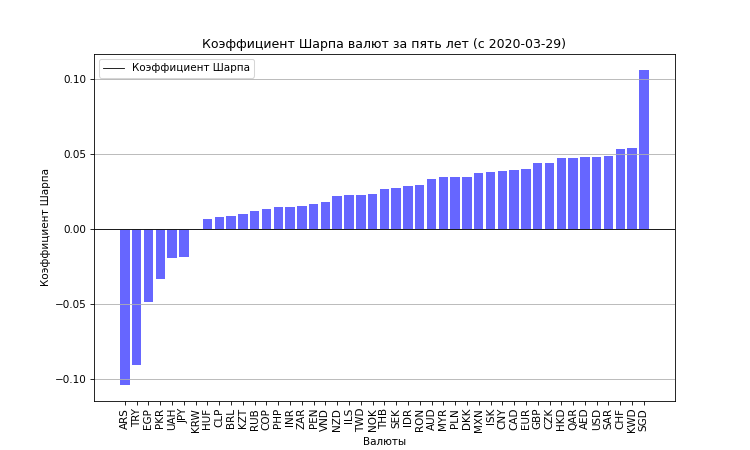 Коэффициент Шарпа валют за пять лет (с 2020-03-29)
Коэффициент Шарпа
0.10
0.05
0.00
−0.05
−0.10
Коэффициент Шарпа
ARS TRY EGP PKR UAH JPY KRW HUF CLP BRL KZT RUB COP PHP INR ZAR PEN VND NZD ILS TWD NOK THB SEK IDR RON AUD MYR PLN DKK MXN ISK CNY CAD EUR GBP CZK HKD QAR AED USD SAR CHF KWD SGD
Валюты